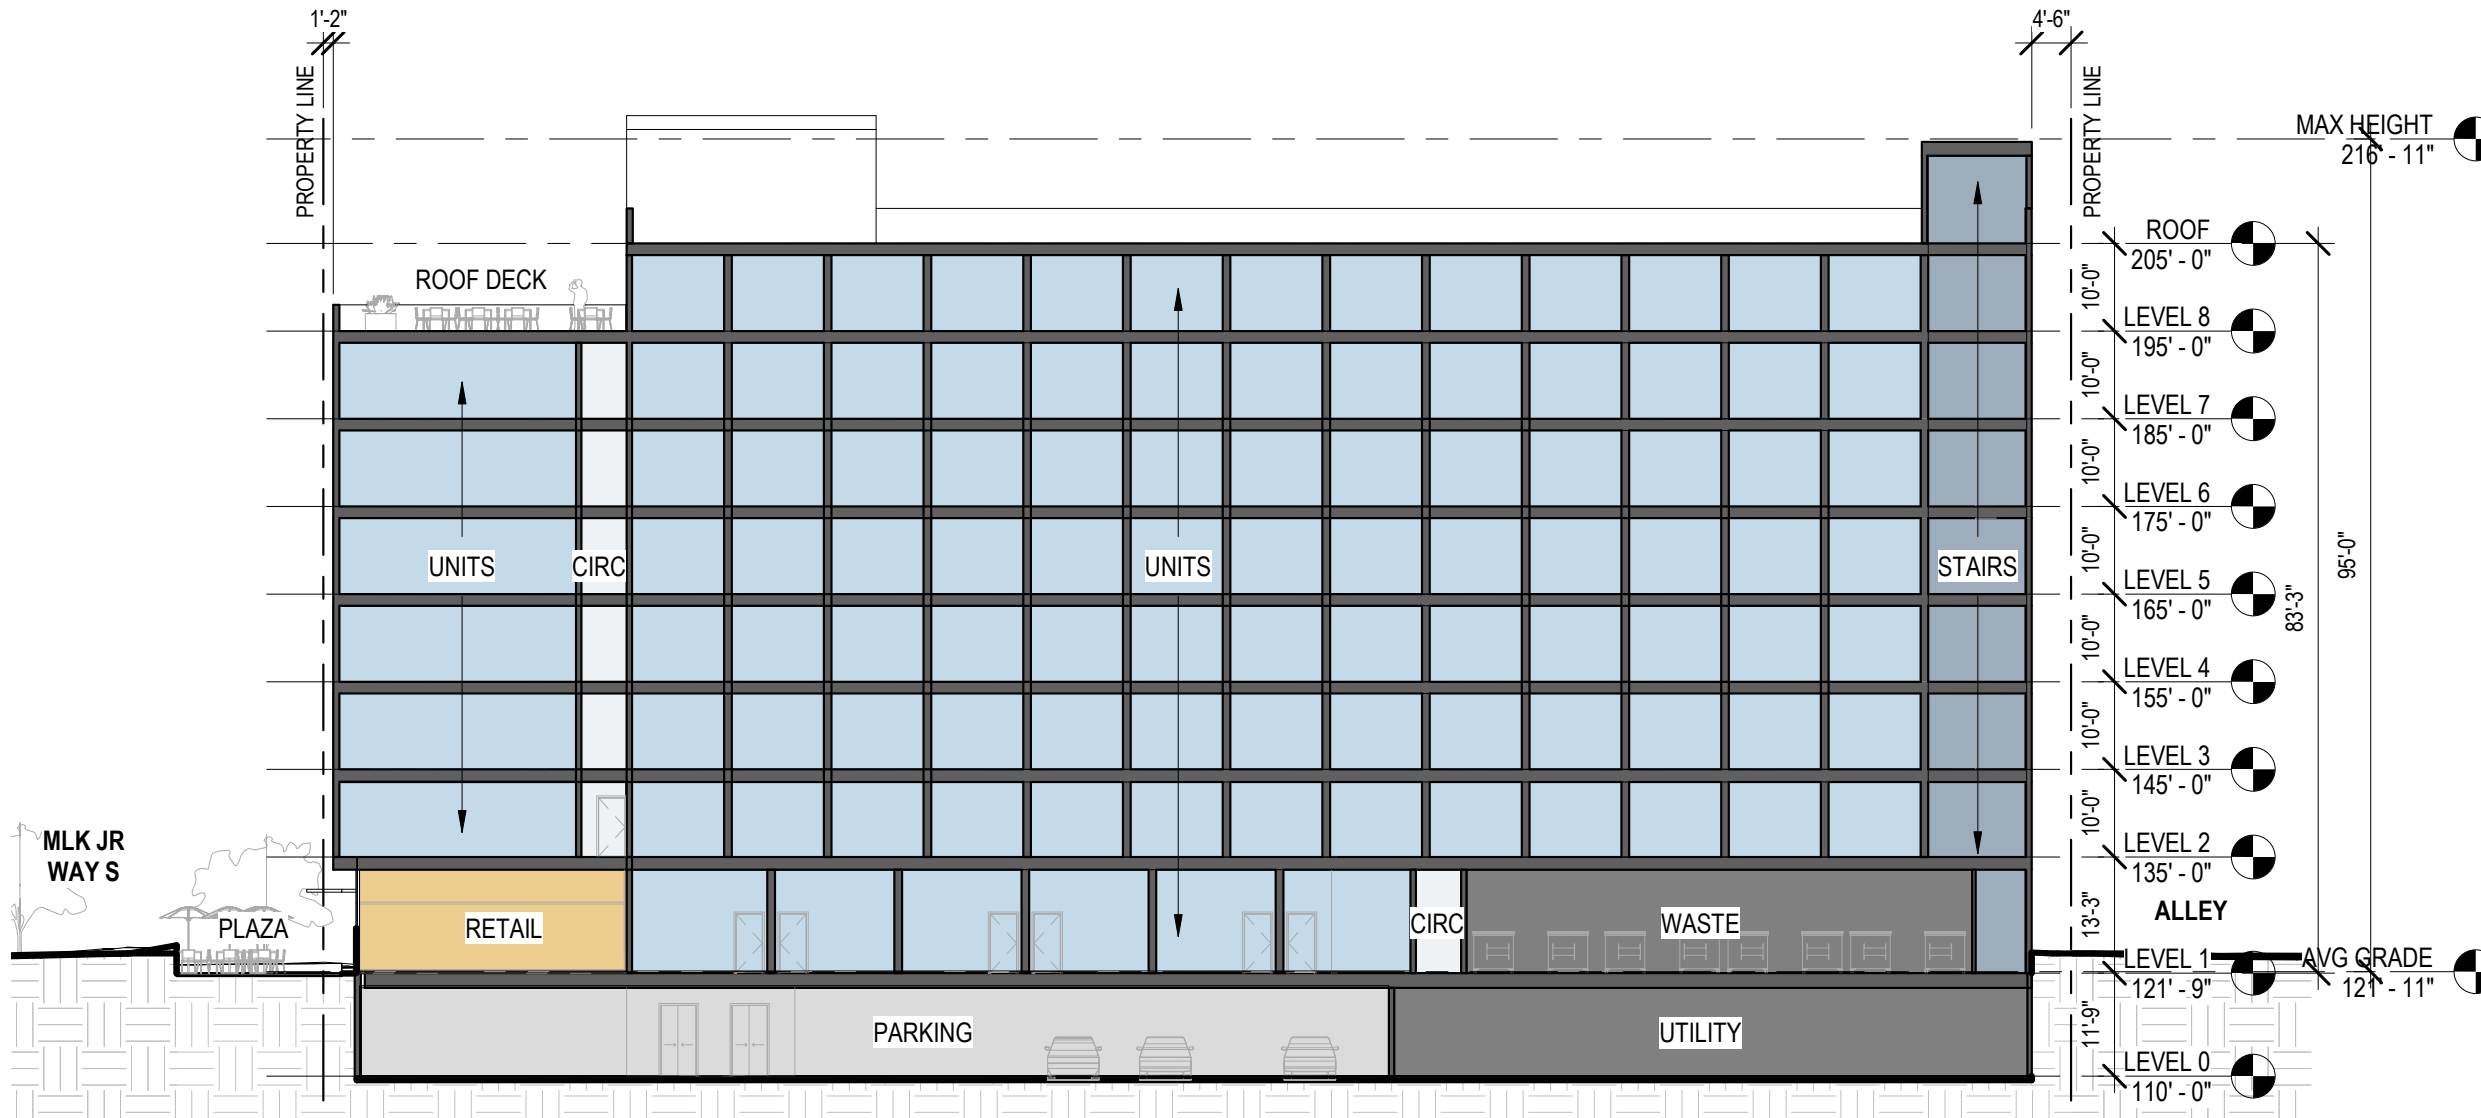 1'-2"
4'-6"
PROPERTY LINE
PROPERTY LINE
MAX HEIGHT
216' - 11"
ROOF
205' - 0"
ROOF DECK
10'-0"
LEVEL 8
195' - 0"
10'-0"
LEVEL 7
185' - 0"
10'-0"
LEVEL 6
175' - 0"
UNITS
CIRC
UNITS
STAIRS
10'-0"
95'-0"
LEVEL 5
165' - 0"
83'-3"
10'-0"
LEVEL 4
155' - 0"
10'-0"
LEVEL 3
145' - 0"
10'-0"
MLK JR
WAY S
LEVEL 2
135' - 0"
PLAZA
RETAIL
CIRC
WASTE
13'-3"
ALLEY
LEVEL 1
121' - 9"
AVG GRADE
121' - 11"
PARKING
UTILITY
11'-9"
LEVEL 0
110' - 0"